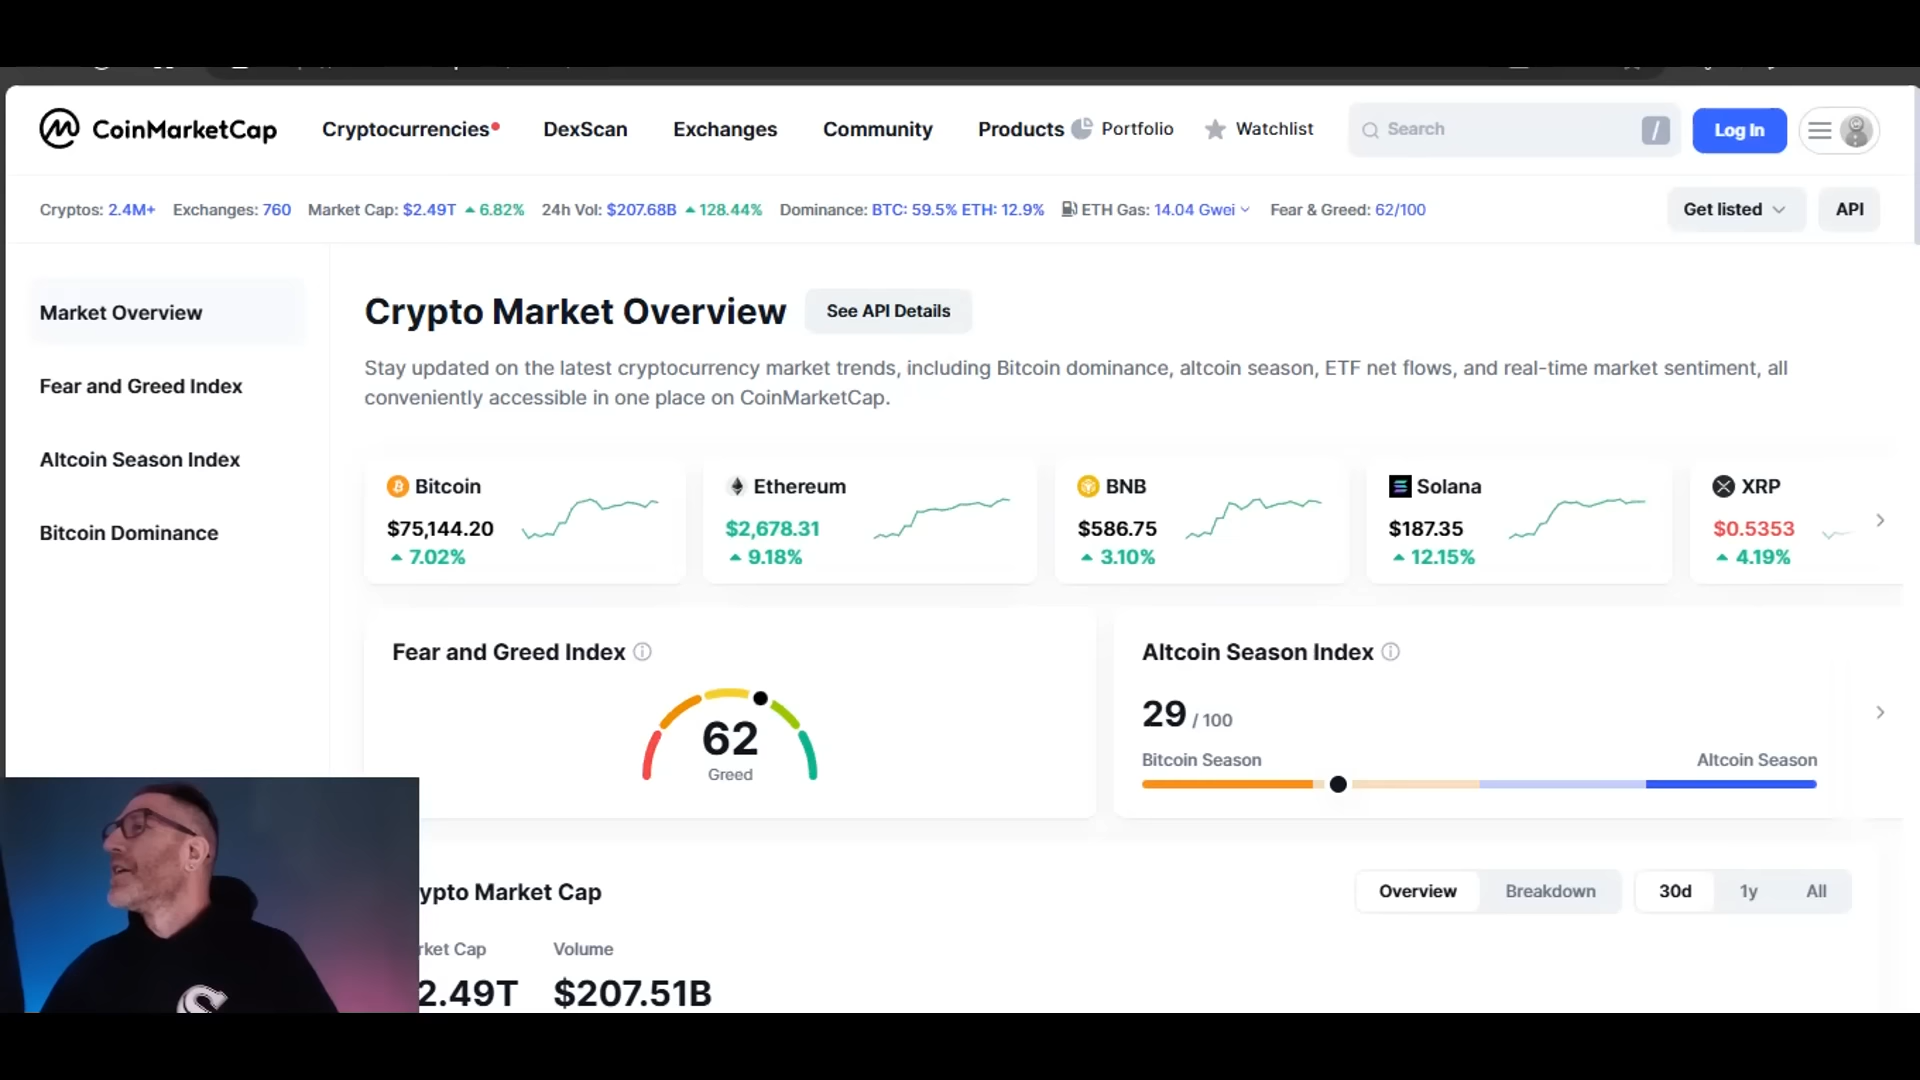 CoinMarketCap Cryptocurrencies DexScan Exchanges Community Products Portfolio Watchlist Search / Log In
Cryptos: 2.4M+ Exchanges: 760 Market Cap: $2.49T 6.82% 24h Vol: $207.68B 128.44% Dominance: BTC: 59.5% ETH: 12.9% ETH Gas: 14.04 Gwei Fear & Greed: 62/100 Get listed API
Market Overview
Fear and Greed Index
Altcoin Season Index
Bitcoin Dominance
Crypto Market Overview See API Details
Stay updated on the latest cryptocurrency market trends, including Bitcoin dominance, altcoin season, ETF net flows, and real-time market sentiment, all
conveniently accessible in one place on CoinMarketCap.
Bitcoin
$75,144.20
7.02%
Ethereum
$2,678.31
9.18%
BNB
$586.75
3.10%
Solana
$187.35
12.15%
XRP
$0.5353
4.19%
Fear and Greed Index
62
Greed
Altcoin Season Index
29 / 100
Bitcoin Season Altcoin Season
ypto Market Cap Overview Breakdown 30d 1y All
rket Cap Volume
2.49T $207.51B